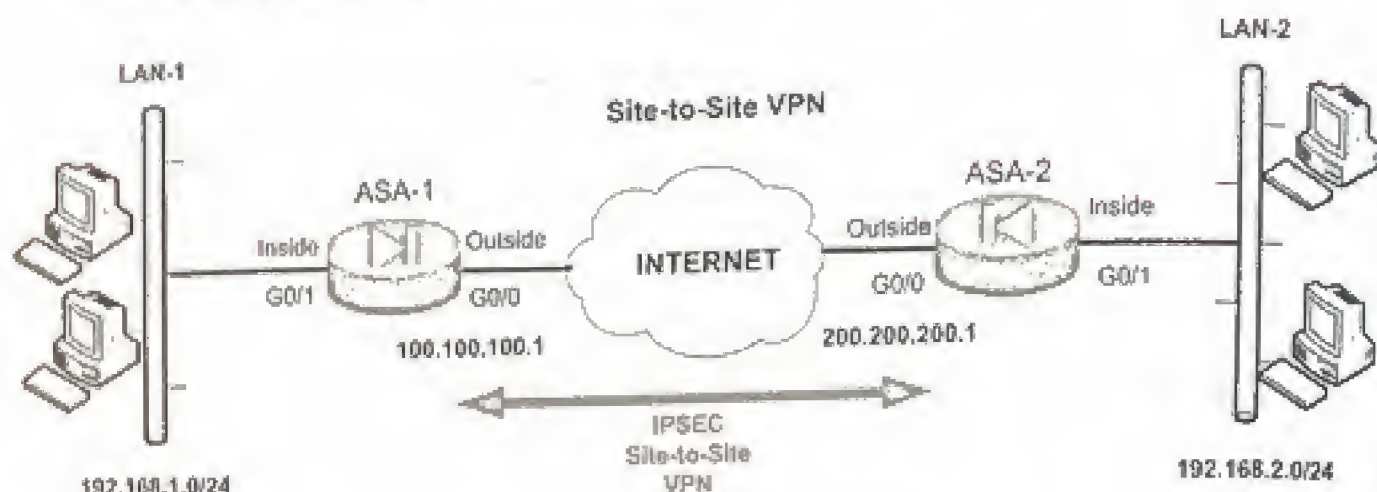 LAN-2
LAN-1
Site-to-Site VPN
ASA-1
ASA-2
Inside
Outside
Outside
Inside
INTERNET
G0/1
G0/0
G0/0
G0/1
100.100.100.1
200.200.200.1
IPSEC
Site-to-Site
VPN
192.168.1.0/24
192.168.2.0/24